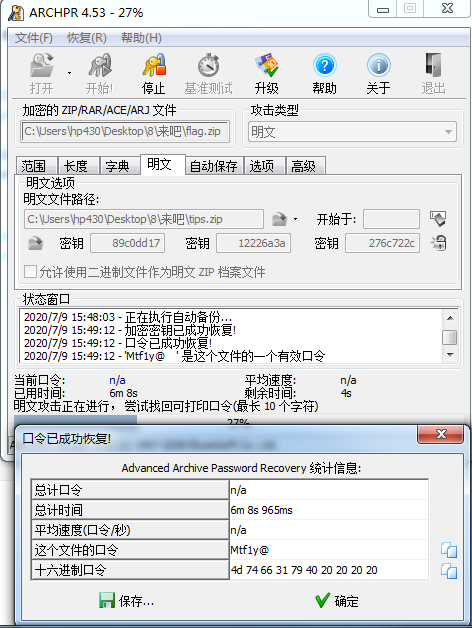 ARCHPR 4.53 - 27%
文件(F) 恢复(R) 帮助(H)
打开 开始! 停止 基准测试 升级 帮助 关于 退出
加密的 ZIP/RAR/ACE/ARJ 文件 攻击类型
C:\Users\hp430\Desktop\8\来吧\flag.zip 明文
范围 长度 字典 明文 自动保存 选项 高级
明文选项
明文文件路径:
C:\Users\hp430\Desktop\8\来吧\tips.zip 开始于:
密钥 89c0dd17 密钥 12226a3a 密钥 276c722c
允许使用二进制文件作为明文 ZIP 档案文件
状态窗口
2020/7/9 15:48:03 - 正在执行自动备份...
2020/7/9 15:49:12 - 加密密钥已成功恢复!
2020/7/9 15:49:12 - 口令已成功恢复!
2020/7/9 15:49:12 - 'Mtf1y@    ' 是这个文件的一个有效口令
当前口令: n/a 平均速度: n/a
已用时间: 6m 8s 剩余时间: 4s
明文攻击正在进行，尝试找回可打印口令(最长 10 个字符)
27%
口令已成功恢复!
Advanced Archive Password Recovery 统计信息:
总计口令 n/a
总计时间 6m 8s 965ms
平均速度(口令/秒) n/a
这个文件的口令 Mtf1y@
十六进制口令 4d 74 66 31 79 40 20 20 20 20
保存... 确定